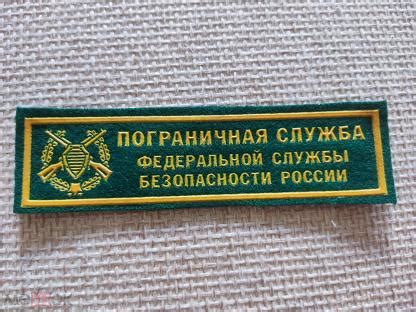 ПОГРАНИЧНАЯ СЛУЖБА
ФЕДЕРАЛЬНОЙ СЛУЖБЫ
БЕЗОПАСНОСТИ РОССИИ